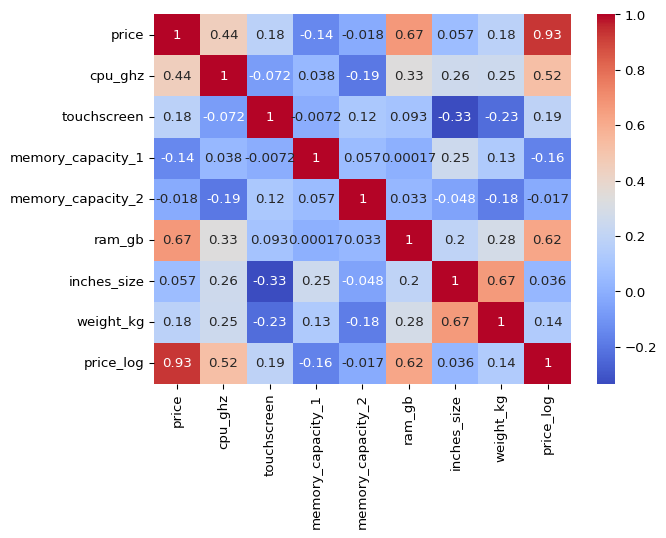 price 1 0.44 0.18 -0.14 -0.018 0.67 0.057 0.18 0.93
cpu_ghz 0.44 1 -0.072 0.038 -0.19 0.33 0.26 0.25 0.52
touchscreen 0.18 -0.072 1 -0.0072 0.12 0.093 -0.33 -0.23 0.19
memory_capacity_1 -0.14 0.038 -0.0072 1 0.057 0.00017 0.25 0.13 -0.16
memory_capacity_2 -0.018 -0.19 0.12 0.057 1 0.033 -0.048 -0.18 -0.017
ram_gb 0.67 0.33 0.093 0.00017 0.033 1 0.2 0.28 0.62
inches_size 0.057 0.26 -0.33 0.25 -0.048 0.2 1 0.67 0.036
weight_kg 0.18 0.25 -0.23 0.13 -0.18 0.28 0.67 1 0.14
price_log 0.93 0.52 0.19 -0.16 -0.017 0.62 0.036 0.14 1
price
cpu_ghz
touchscreen
memory_capacity_1
memory_capacity_2
ram_gb
inches_size
weight_kg
price_log
1.0
0.8
0.6
0.4
0.2
0.0
−0.2